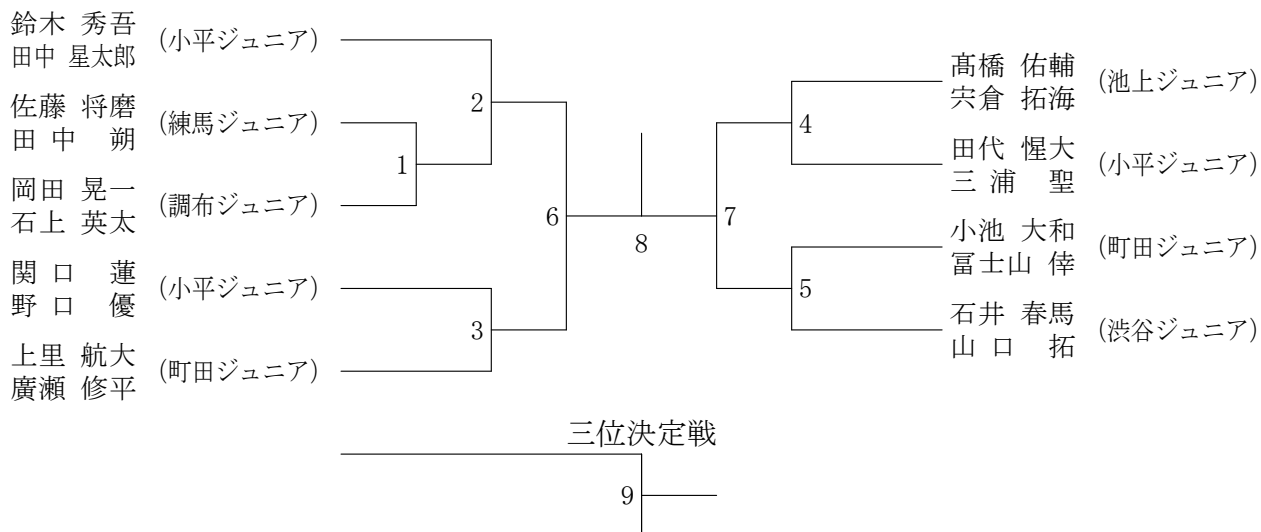 鈴木 秀吾
田中 星太郎
(小平ジュニア)
佐藤 将磨
田中 朔
(練馬ジュニア)
岡田 晃一
石上 英太
(調布ジュニア)
関口 蓮
野口 優
(小平ジュニア)
上里 航大
廣瀬 修平
(町田ジュニア)
2
1
3
6
8
7
4
5
髙橋 佑輔
宍倉 拓海
(池上ジュニア)
田代 惺大
三浦 聖
(小平ジュニア)
小池 大和
冨士山 倖
(町田ジュニア)
石井 春馬
山口 拓
(渋谷ジュニア)
三位決定戦
9